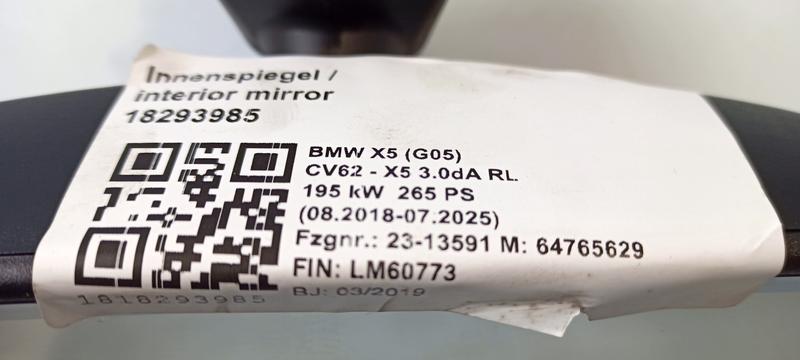 Innenspiegel /
interior mirror
18293985
BMW X5 (G05)
CV62 - X5 3.0dA RL.
195 kW 265 PS
(08.2018-07.2025)
Fzgnr.: 23-13591 M: 64765629
FIN: LM60773
BJ: 03/2019
1818293985